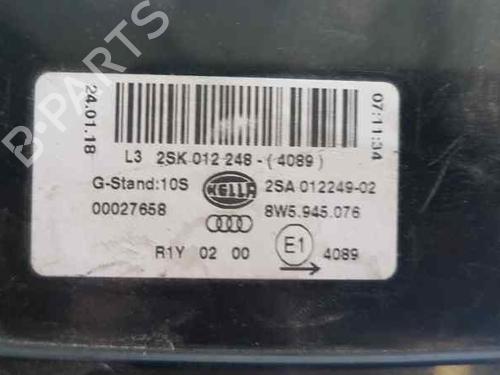 B-PARTS
24.01.18
07:11:34
L3 2SK 012 248-(4089)
G-Stand:10S HELLA 2SA 012249-02
00027658 8W5.945.076
R1Y 02 00 E1 4089